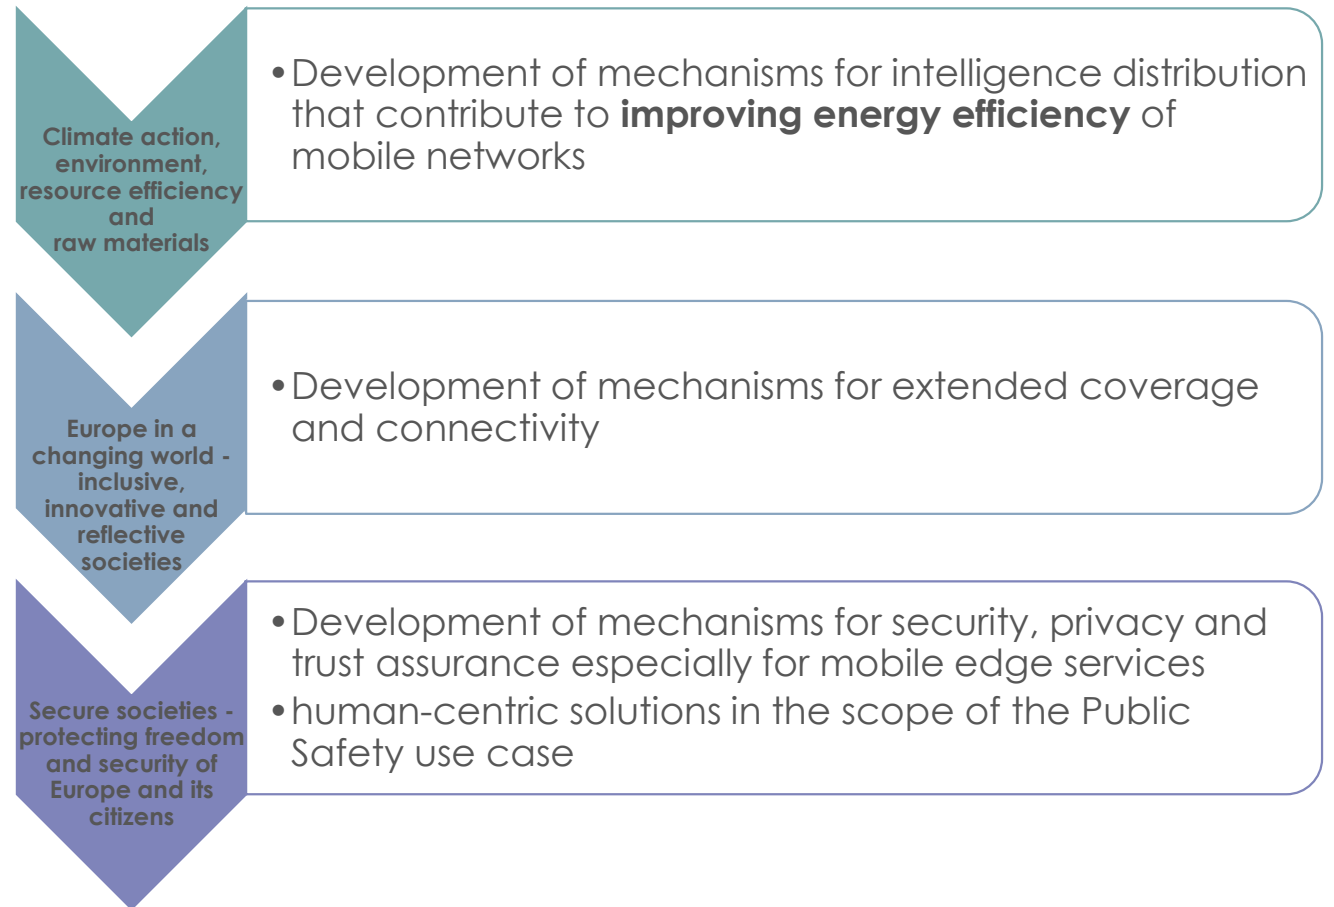 Climate action,
environment,
resource efficiency
and
raw materials
•Development of mechanisms for intelligence distribution
that contribute to improving energy efficiency of
mobile networks
Europe in a
changing world -
inclusive,
innovative and
reflective
societies
•Development of mechanisms for extended coverage
and connectivity
Secure societies -
protecting freedom
and security of
Europe and its
citizens
•Development of mechanisms for security, privacy and
trust assurance especially for mobile edge services
•human-centric solutions in the scope of the Public
Safety use case